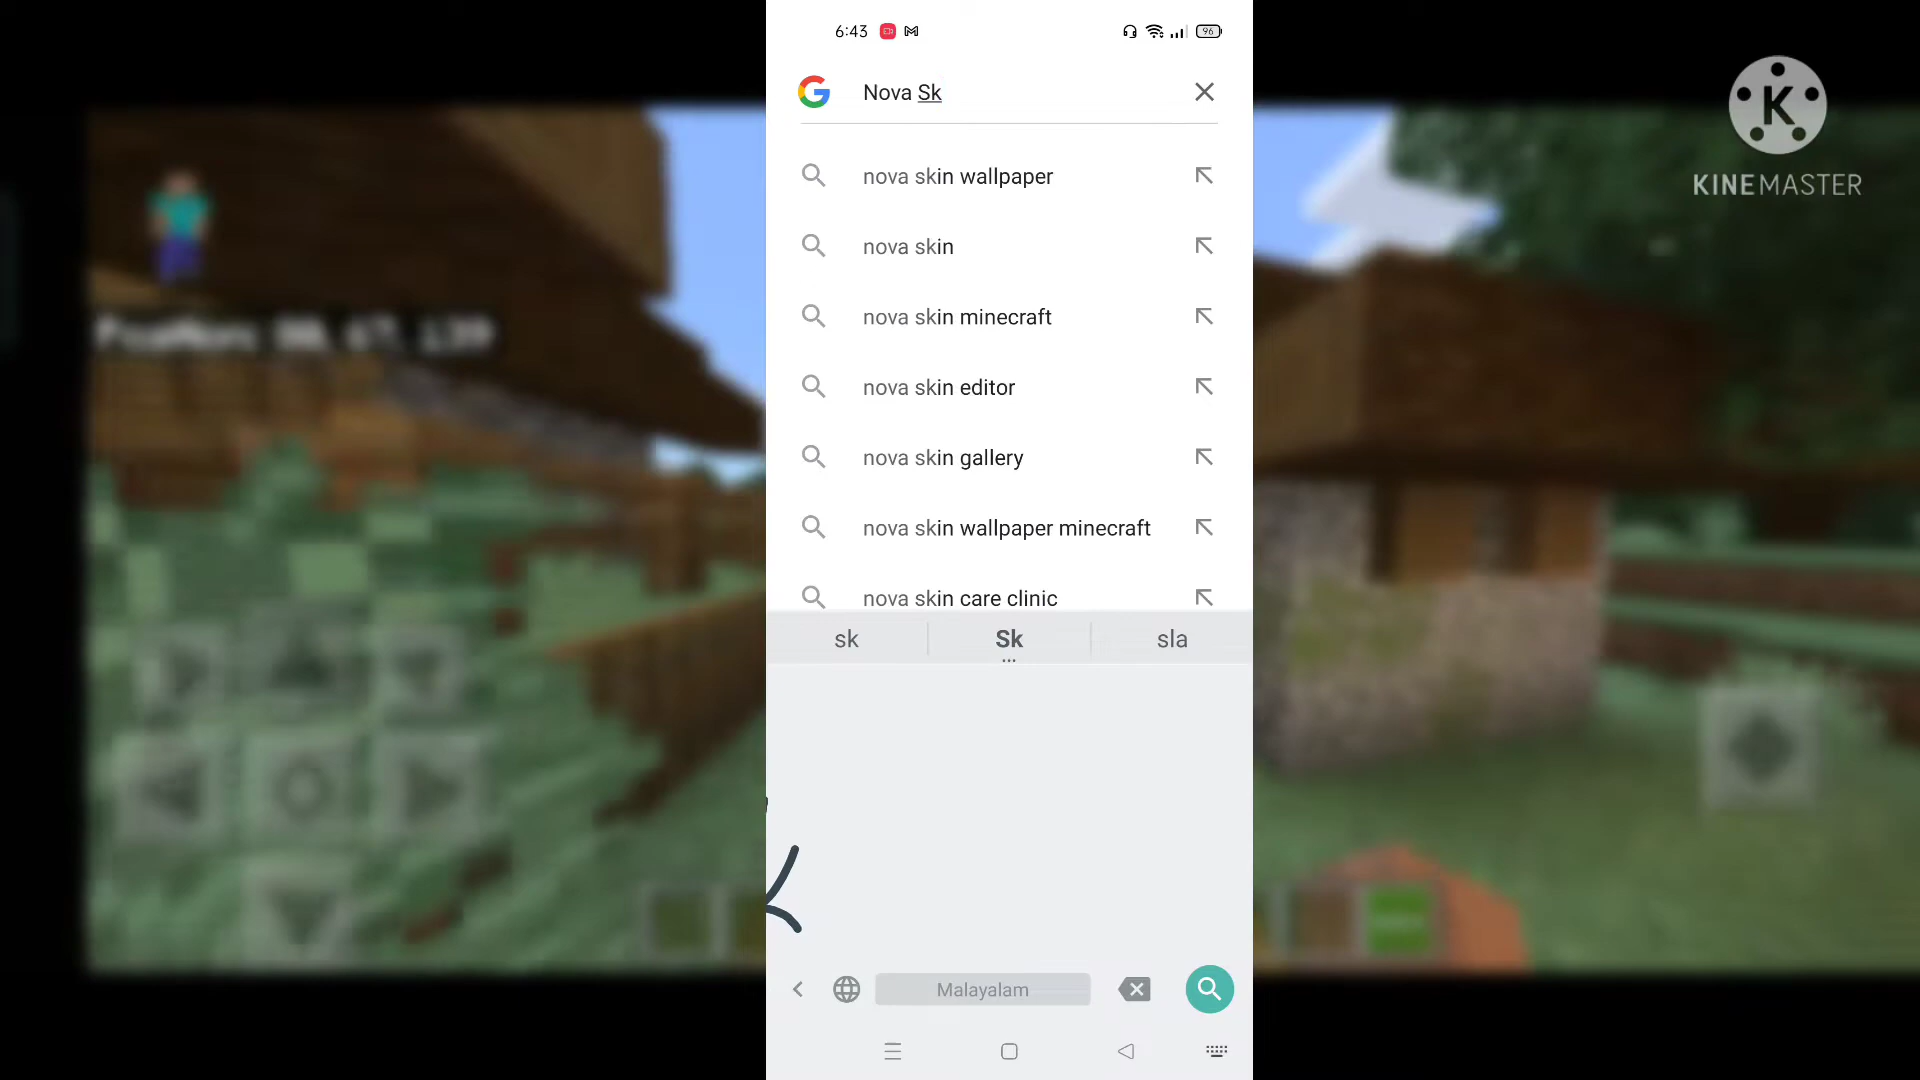 6:43
96
Nova Sk
nova skin wallpaper
nova skin
nova skin minecraft
nova skin editor
nova skin gallery
nova skin wallpaper minecraft
nova skin care clinic
sk
Sk
sla
Malayalam
K
KINEMASTER